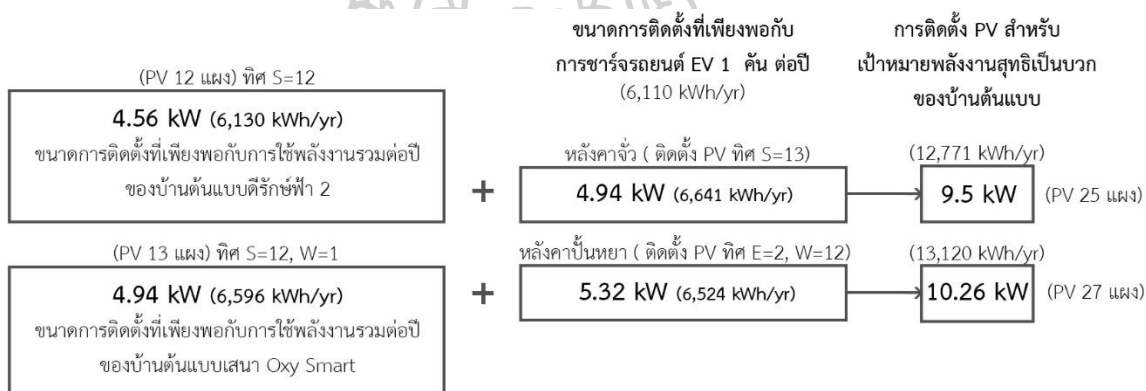 ขนาดการติดตั้งที่เพียงพอกับ
การชาร์จรถยนต์ EV 1 คัน ต่อปี
(6,110 kWh/yr)
การติดตั้ง PV สำหรับ
เป้าหมายพลังงานสุทธิเป็นบวก
ของบ้านต้นแบบ
(PV 12 แผง) ทิศ S=12
4.56 kW (6,130 kWh/yr)
ขนาดการติดตั้งที่เพียงพอกับการใช้พลังงานรวมต่อปี
ของบ้านต้นแบบดีรักษ์ฟ้า 2
+
หลังคาจั่ว ( ติดตั้ง PV ทิศ S=13)
4.94 kW (6,641 kWh/yr)
(12,771 kWh/yr)
9.5 kW
(PV 25 แผง)
(PV 13 แผง) ทิศ S=12, W=1
4.94 kW (6,596 kWh/yr)
ขนาดการติดตั้งที่เพียงพอกับการใช้พลังงานรวมต่อปี
ของบ้านต้นแบบเสนา Oxy Smart
+
หลังคาปั้นหยา ( ติดตั้ง PV ทิศ E=2, W=12)
5.32 kW (6,524 kWh/yr)
(13,120 kWh/yr)
10.26 kW
(PV 27 แผง)